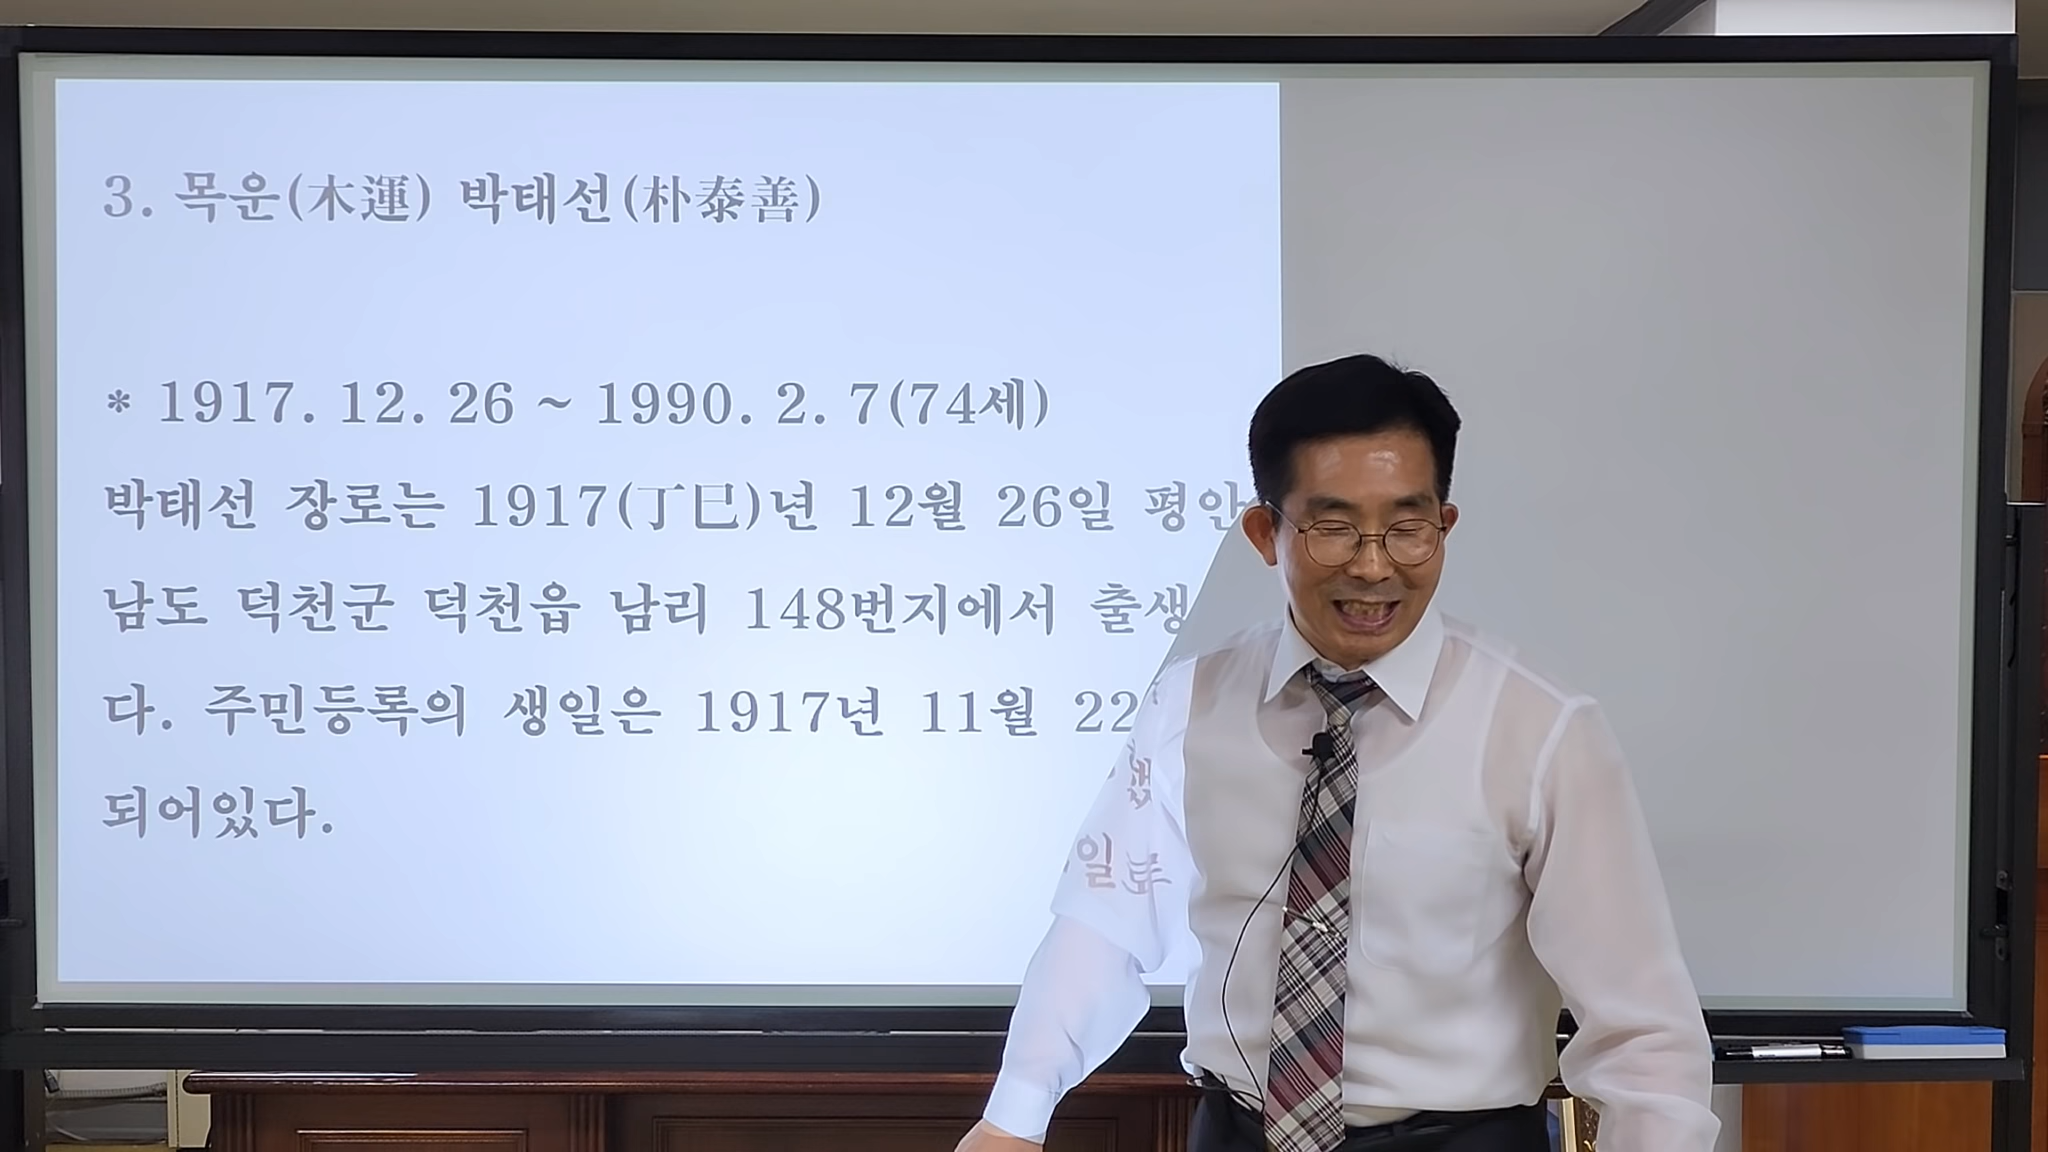 3. 목운(木運) 박태선(朴泰善)
* 1917. 12. 26 ~ 1990. 2. 7(74세)
박태선 장로는 1917(丁巳)년 12월 26일 평안
남도 덕천군 덕천읍 남리 148번지에서 출생
다. 주민등록의 생일은 1917년 11월 22일
되어있다.